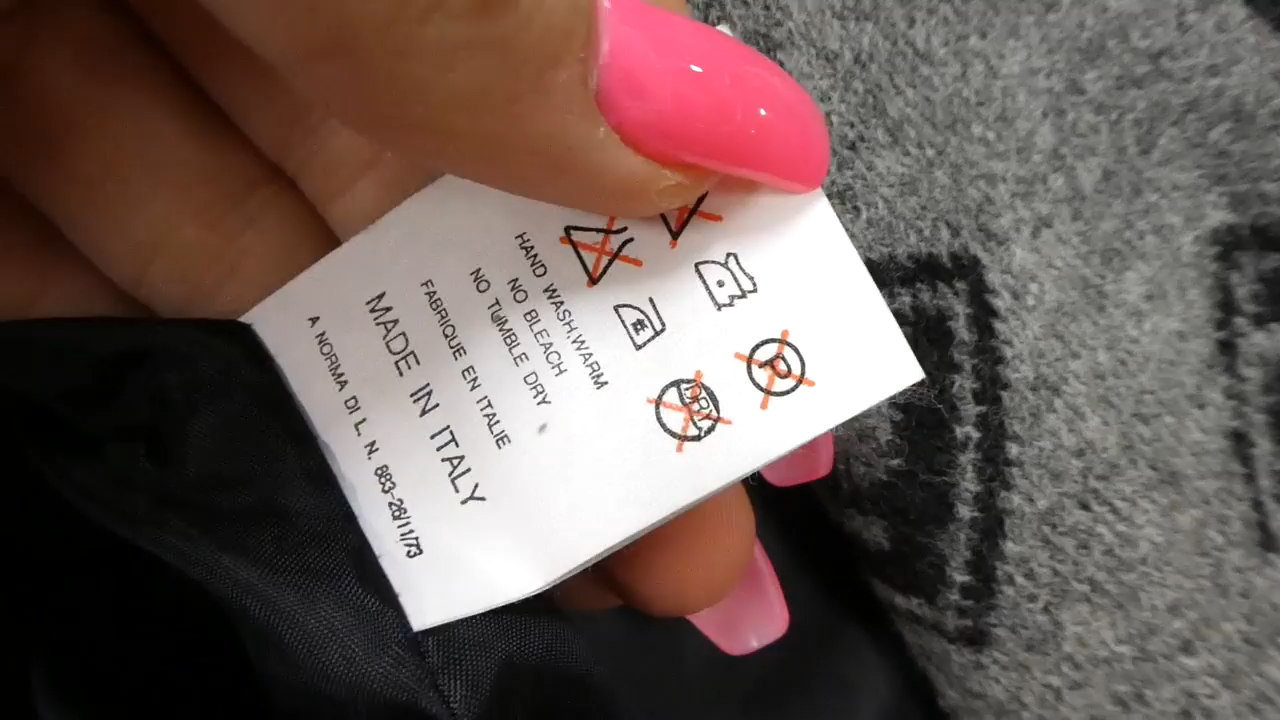 P
DRY
HAND WASH,WARM
NO BLEACH
NO TUMBLE DRY
FABRIQUE EN ITALIE
MADE IN ITALY
A NORMA DI L. N. 883-26/11/73